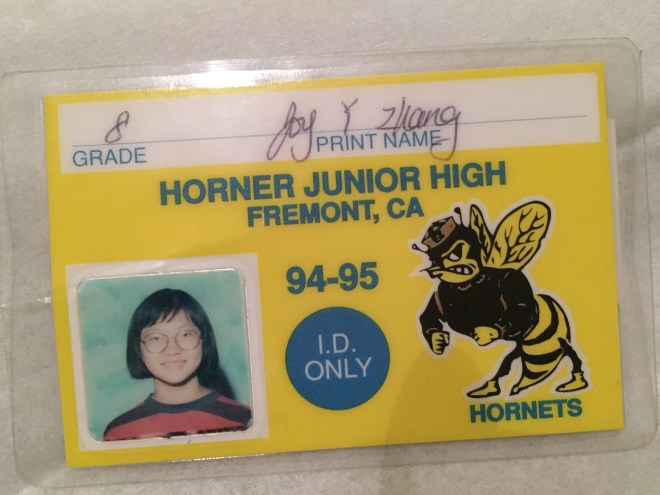 8 Joy Y Zhang
GRADE PRINT NAME
HORNER JUNIOR HIGH
FREMONT, CA
94-95
I.D.
ONLY
HORNETS